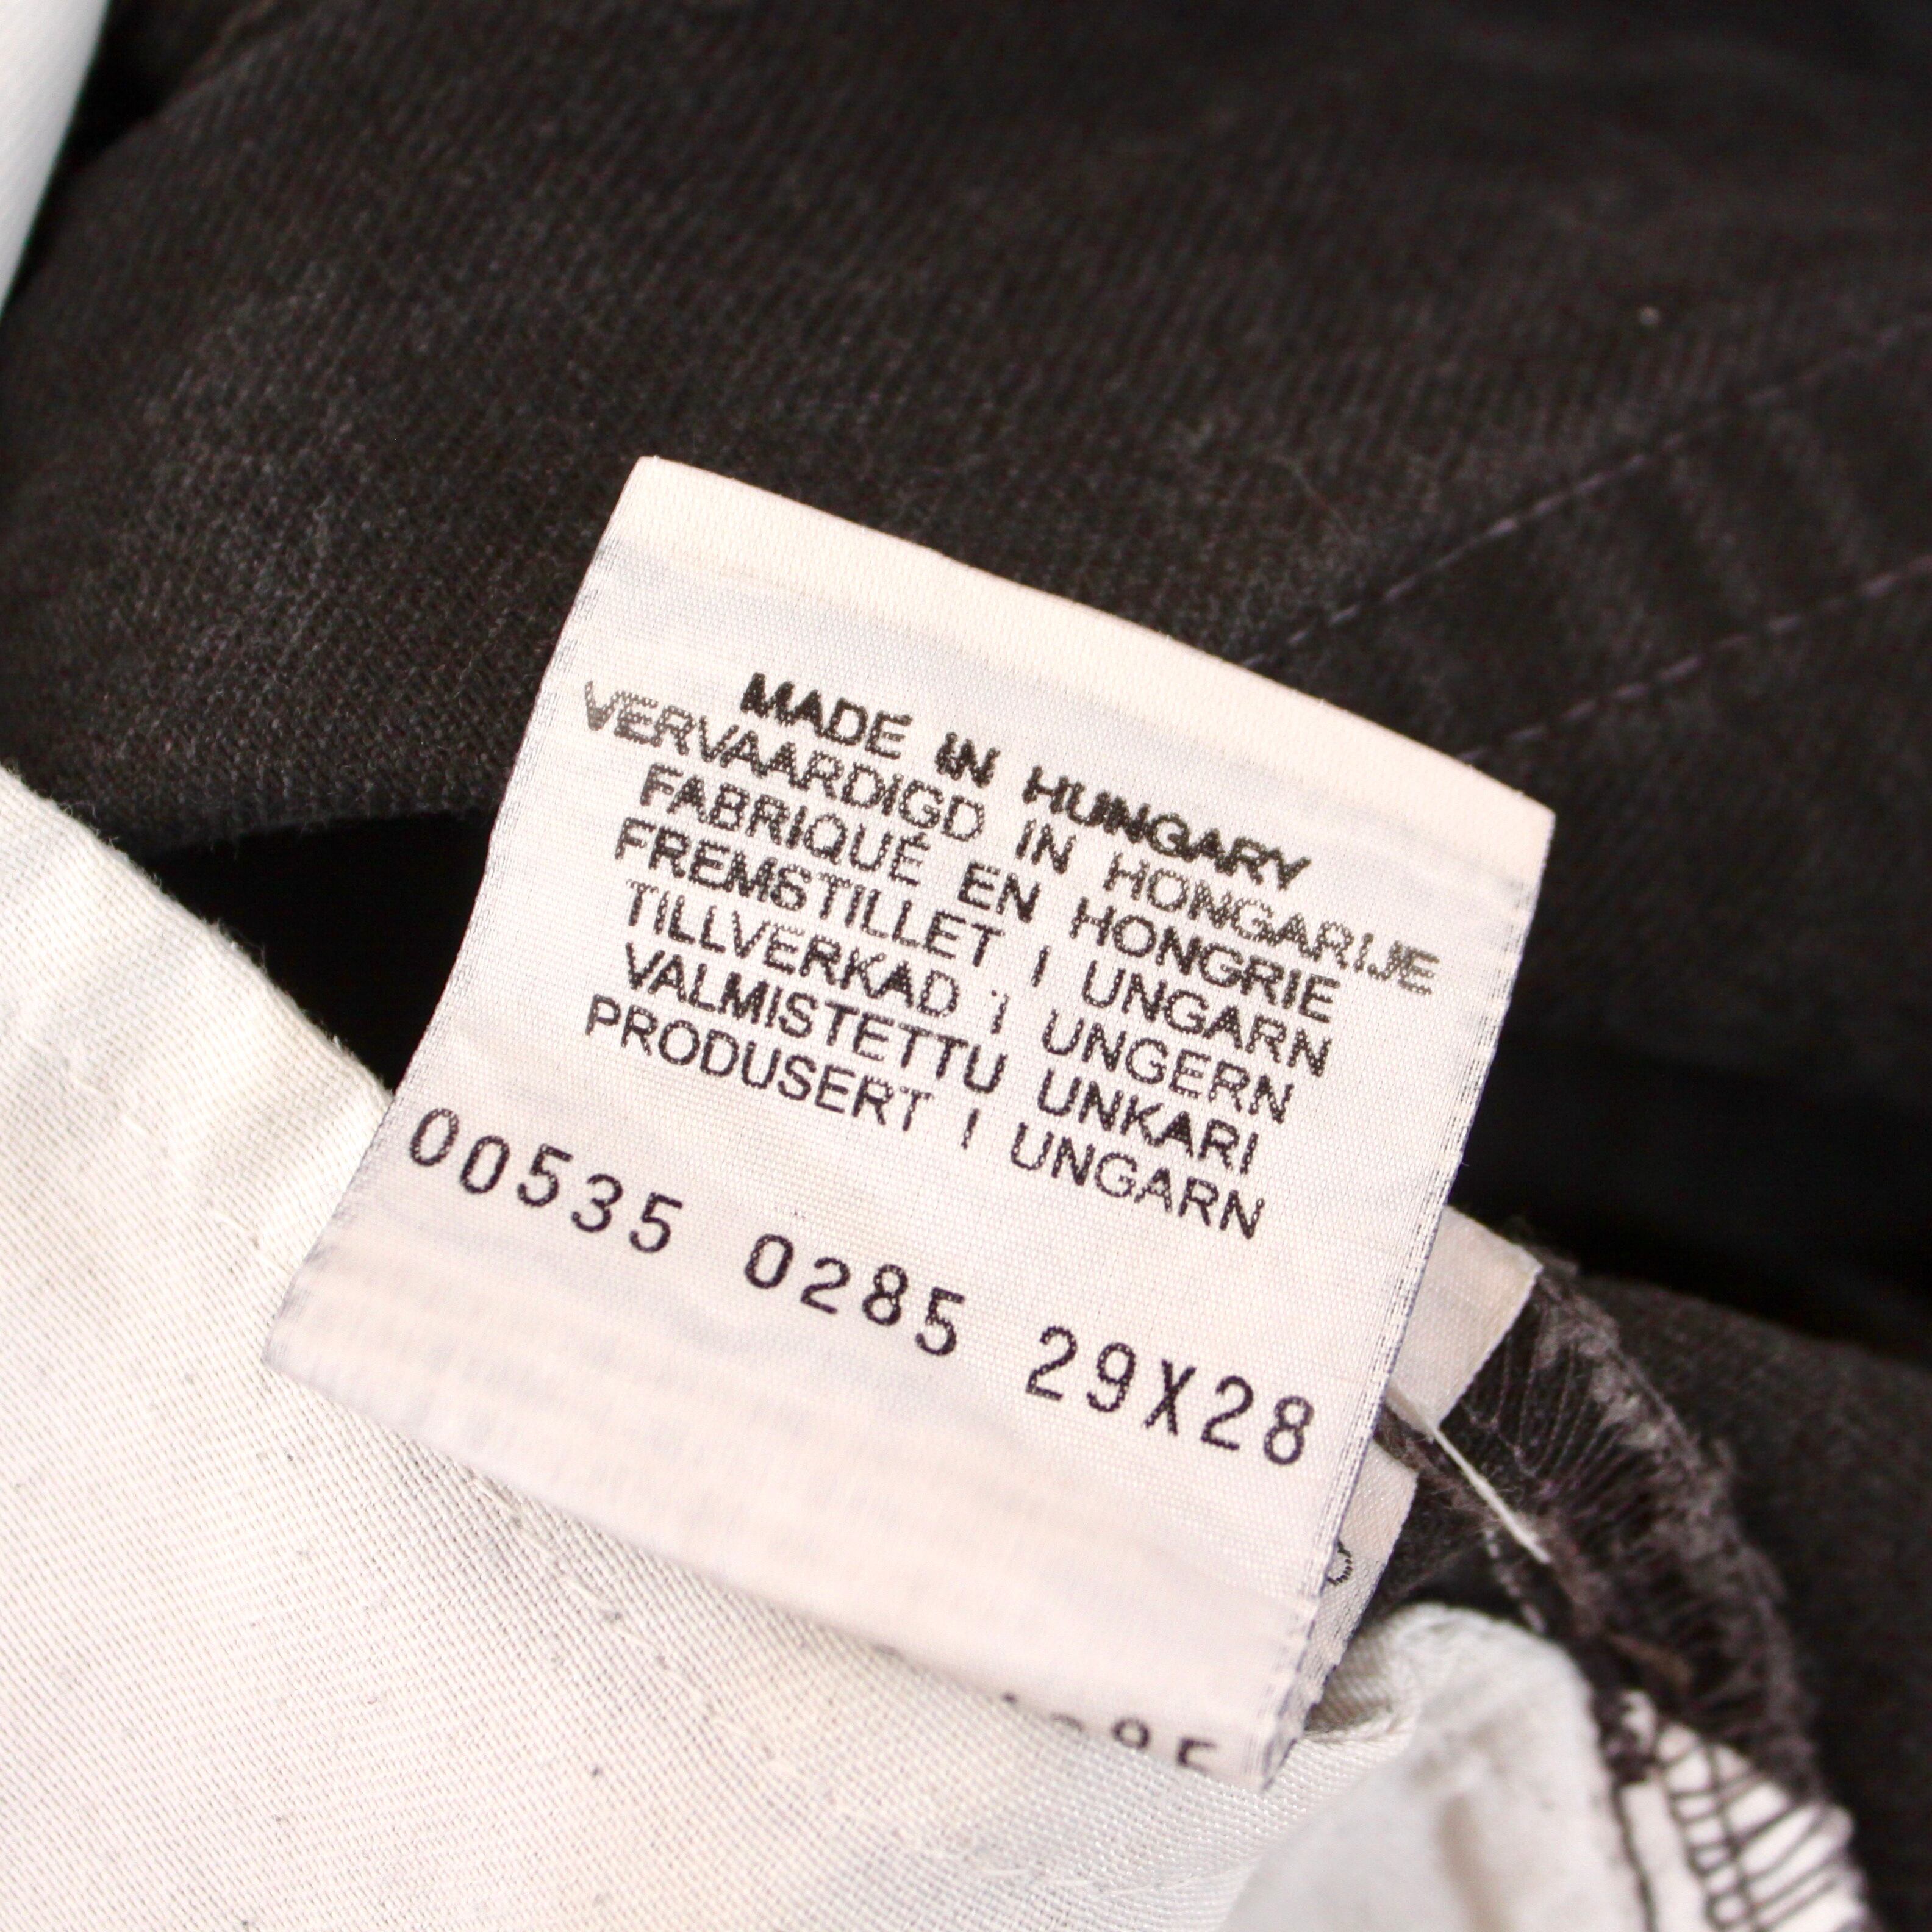 MADE IN HUNGARY
VERVAARDIGD IN HONGARIJE
FABRIQUÉ EN HONGRIE
FREMSTILLET I UNGARN
TILLVERKAD I UNGERN
VALMISTETTU UNKARI
PRODUSERT I UNGARN
00535 0285 29X28